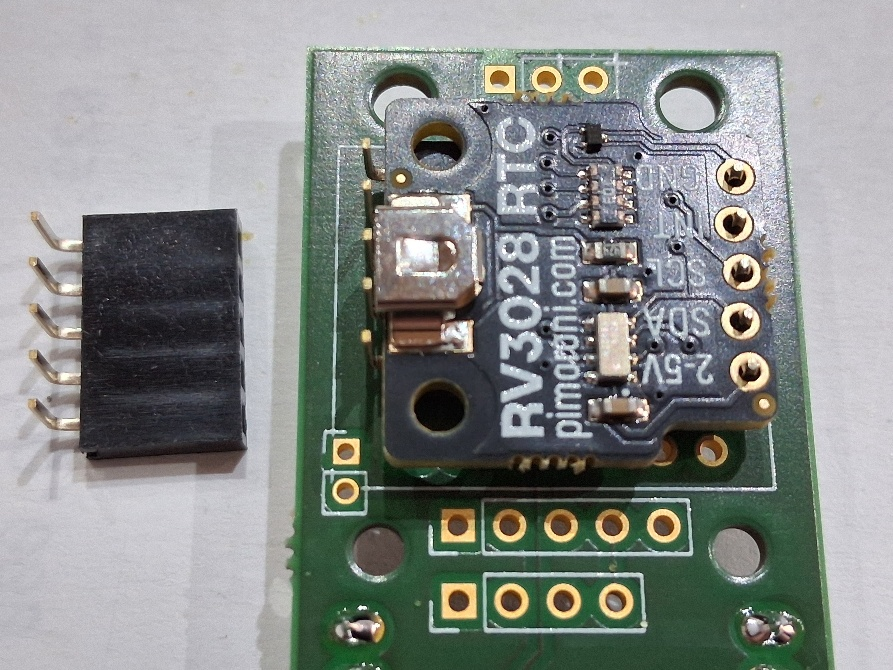 RV3028 RTC
pimoroni.com
GND
INT
SCL
SDA
2-5V